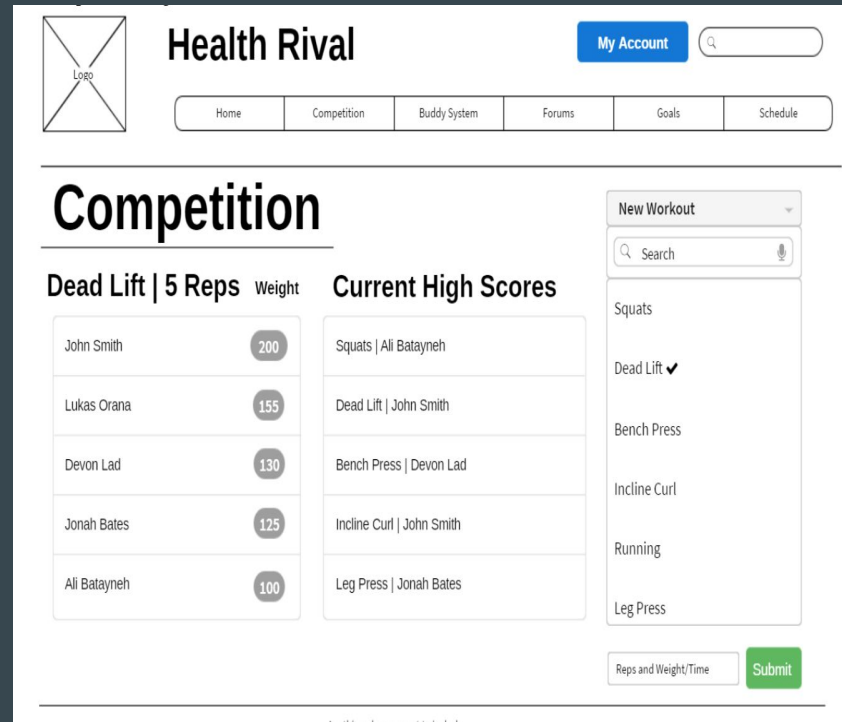 Logo
Health Rival
My Account
Home Competition Buddy System Forums Goals Schedule
Competition
New Workout
Search
Dead Lift | 5 Reps Weight
Current High Scores
John Smith 200
Lukas Orana 155
Devon Lad 130
Jonah Bates 125
Ali Batayneh 100
Squats | Ali Batayneh
Dead Lift | John Smith
Bench Press | Devon Lad
Incline Curl | John Smith
Leg Press | Jonah Bates
Squats
Dead Lift ✔
Bench Press
Incline Curl
Running
Leg Press
Reps and Weight/Time
Submit